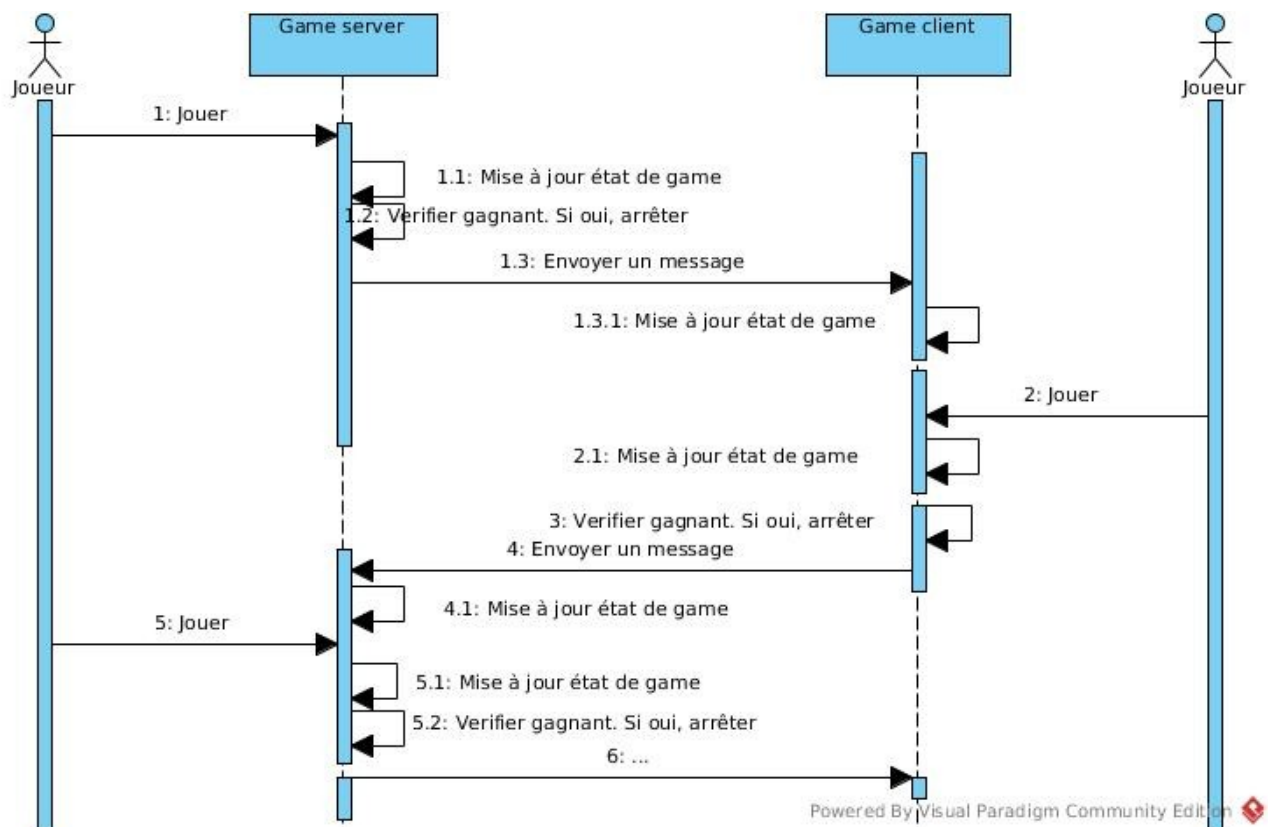 Game server
Game client
Joueur
Joueur
1: Jouer
1.1: Mise à jour état de game
1.2: Verifier gagnant. Si oui, arrêter
1.3: Envoyer un message
1.3.1: Mise à jour état de game
2: Jouer
2.1: Mise à jour état de game
3: Verifier gagnant. Si oui, arrêter
4: Envoyer un message
4.1: Mise à jour état de game
5: Jouer
5.1: Mise à jour état de game
5.2: Verifier gagnant. Si oui, arrêter
6: ...
Powered By Visual Paradigm Community Edition